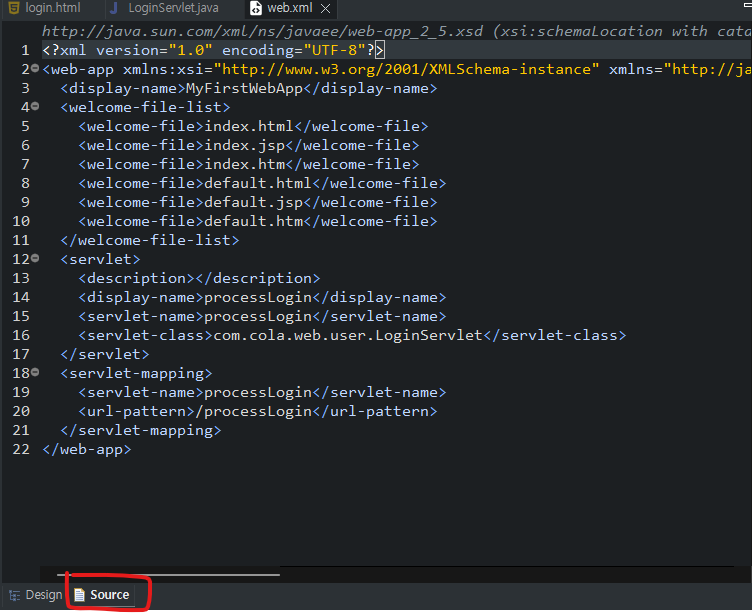 login.html LoginServlet.java web.xml
http://java.sun.com/xml/ns/javaee/web-app_2_5.xsd (xsi:schemaLocation with cata
1 <?xml version="1.0" encoding="UTF-8"?>
2 <web-app xmlns:xsi="http://www.w3.org/2001/XMLSchema-instance" xmlns="http://ja
3 <display-name>MyFirstWebApp</display-name>
4 <welcome-file-list>
5 <welcome-file>index.html</welcome-file>
6 <welcome-file>index.jsp</welcome-file>
7 <welcome-file>index.htm</welcome-file>
8 <welcome-file>default.html</welcome-file>
9 <welcome-file>default.jsp</welcome-file>
10 <welcome-file>default.htm</welcome-file>
11 </welcome-file-list>
12 <servlet>
13 <description></description>
14 <display-name>processLogin</display-name>
15 <servlet-name>processLogin</servlet-name>
16 <servlet-class>com.cola.web.user.LoginServlet</servlet-class>
17 </servlet>
18 <servlet-mapping>
19 <servlet-name>processLogin</servlet-name>
20 <url-pattern>/processLogin</url-pattern>
21 </servlet-mapping>
22 </web-app>
Design Source